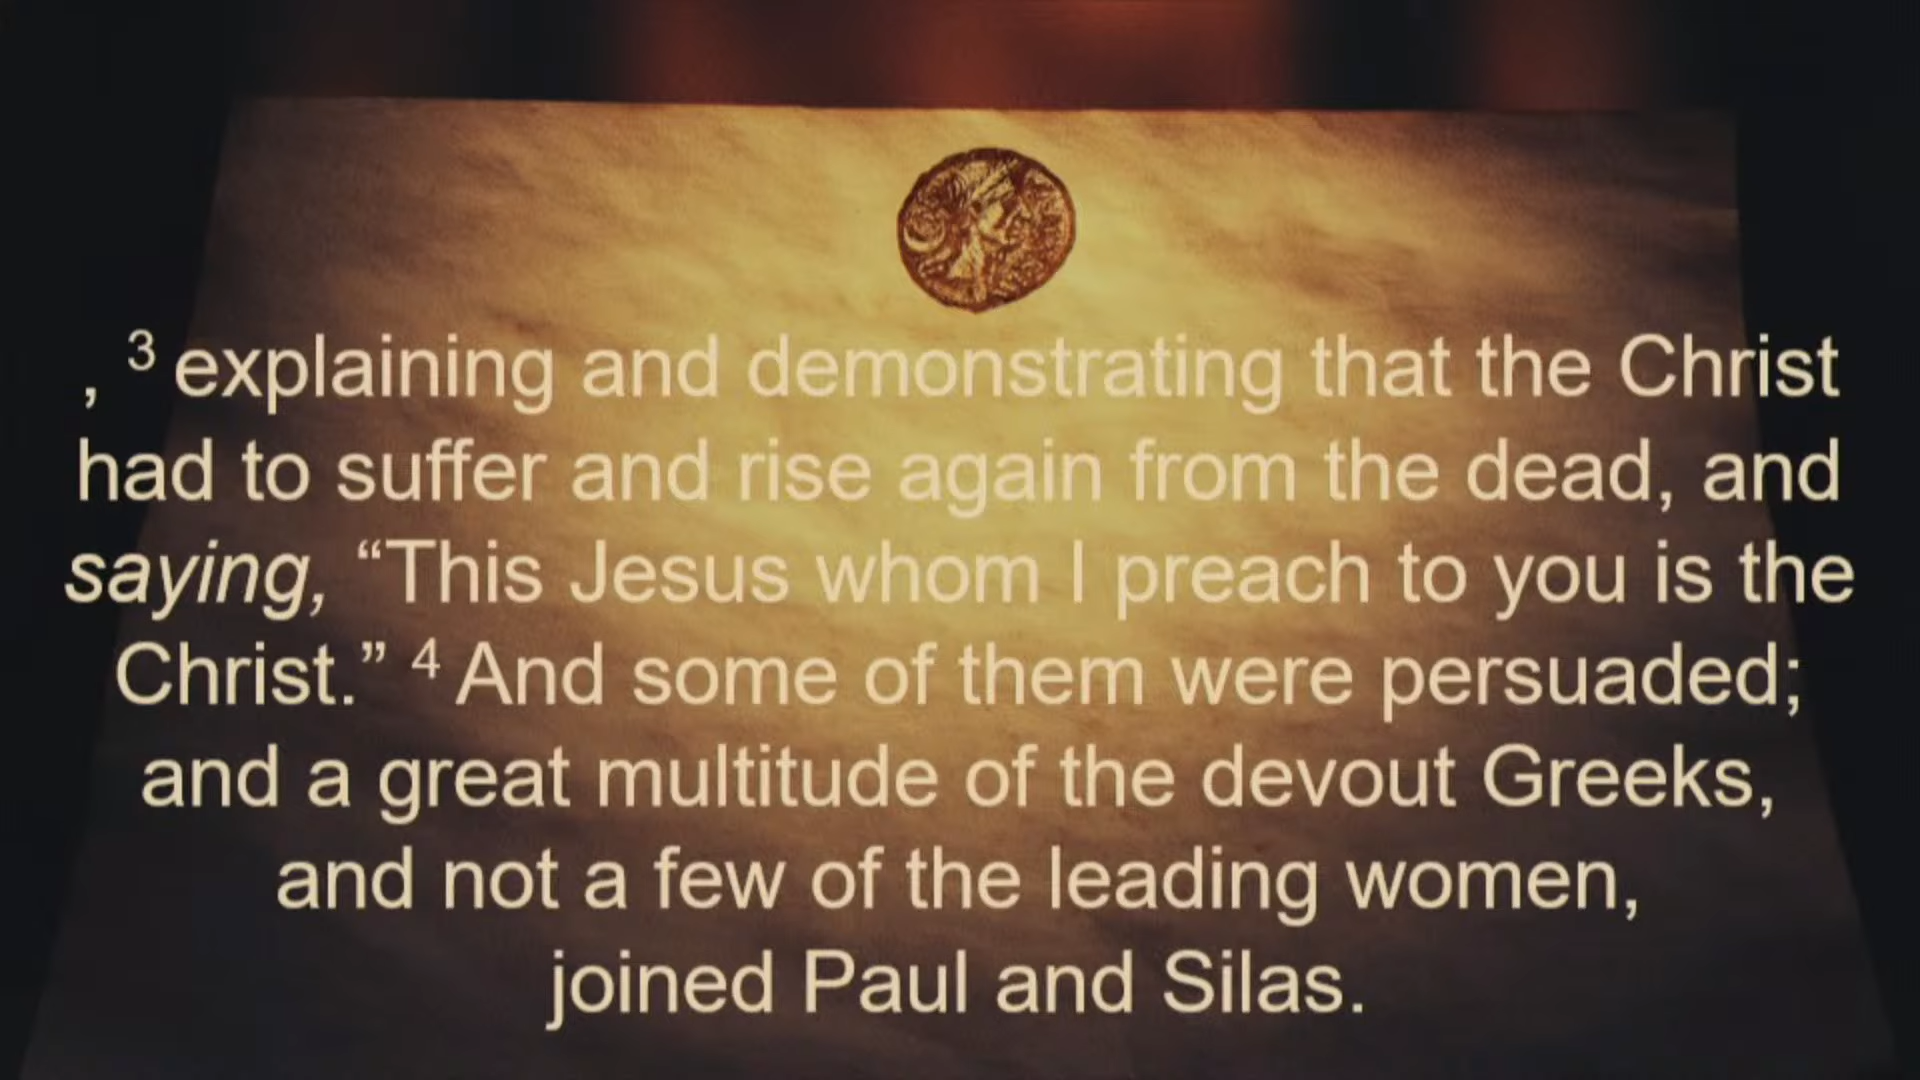 , 3 explaining and demonstrating that the Christ
had to suffer and rise again from the dead, and
saying, “This Jesus whom I preach to you is the
Christ.” 4 And some of them were persuaded;
and a great multitude of the devout Greeks,
and not a few of the leading women,
joined Paul and Silas.